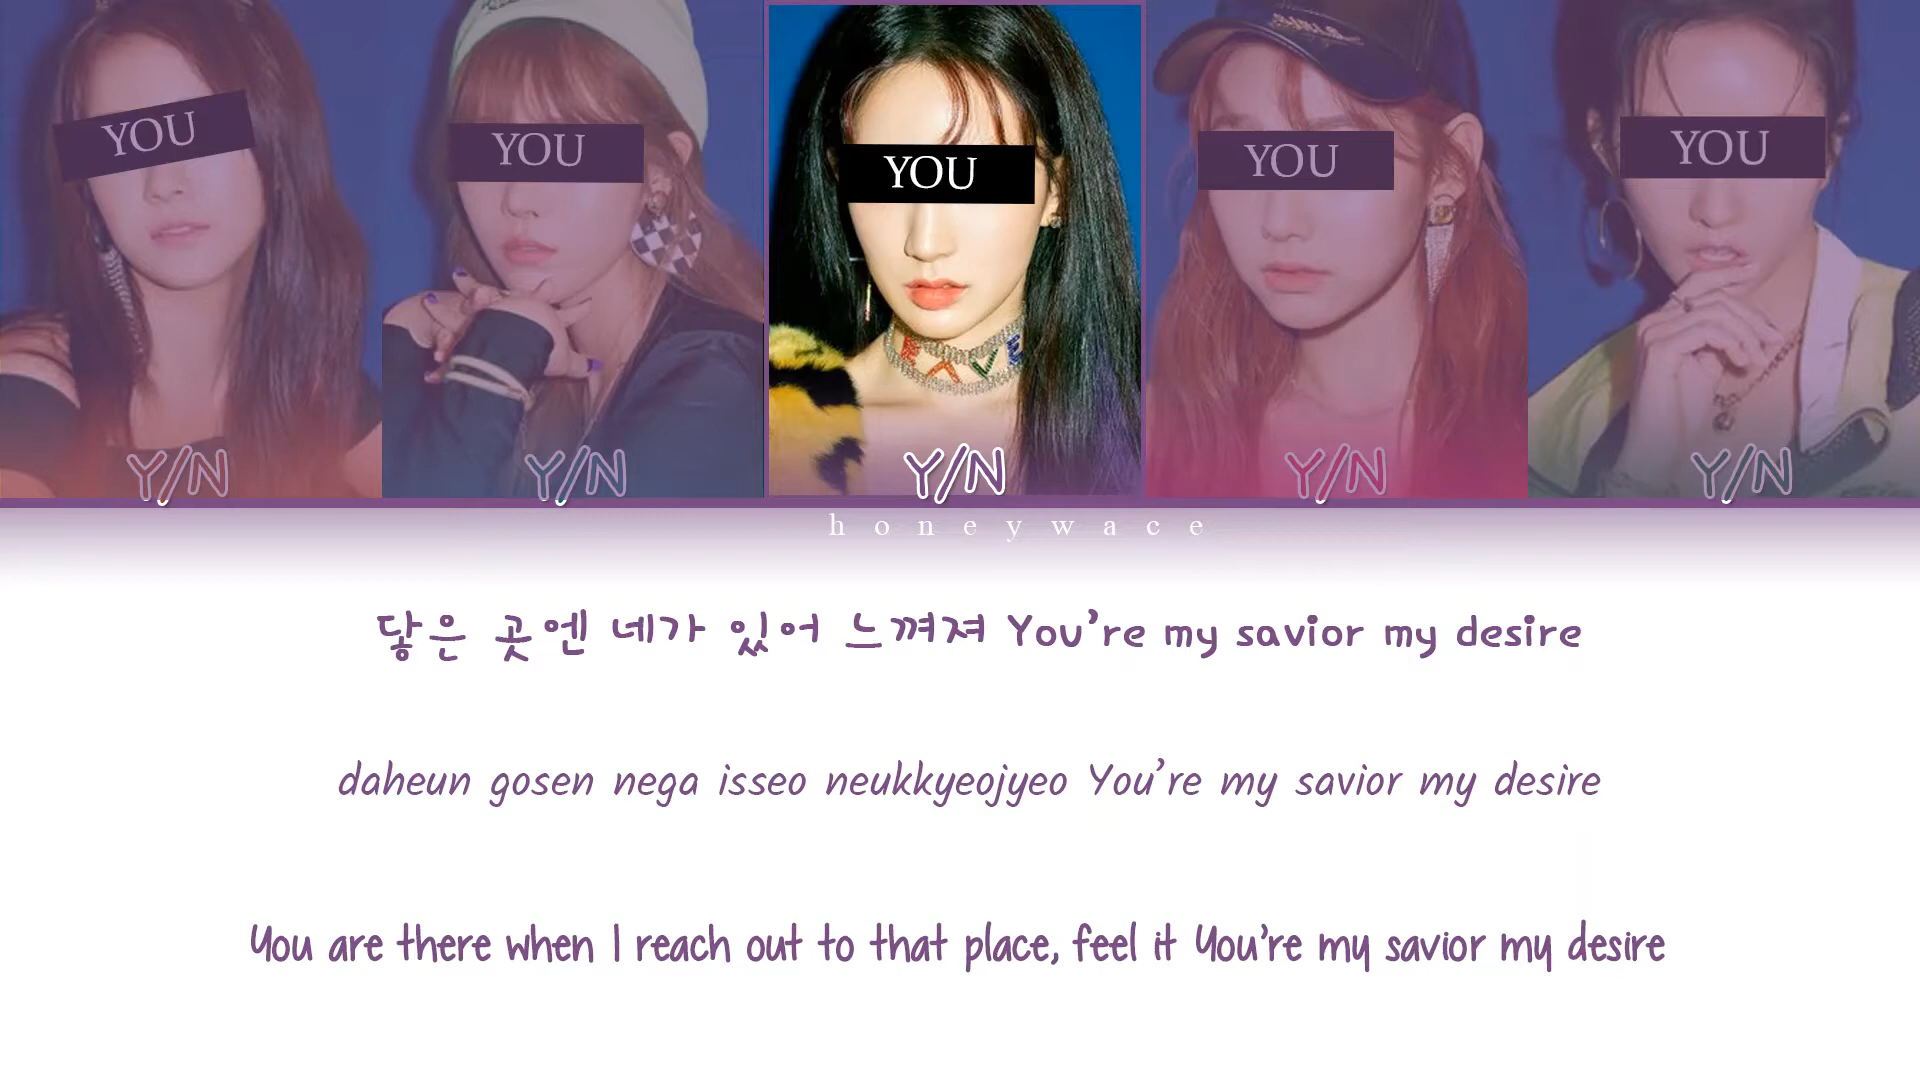 YOU YOU YOU YOU YOU
Y/N Y/N Y/N Y/N Y/N
honeywace
닿은 곳엔 네가 있어 느껴져 You're my savior my desire
daheun gosen nega isseo neukkyeojyeo You're my savior my desire
You are there when I reach out to that place, feel it You're my savior my desire